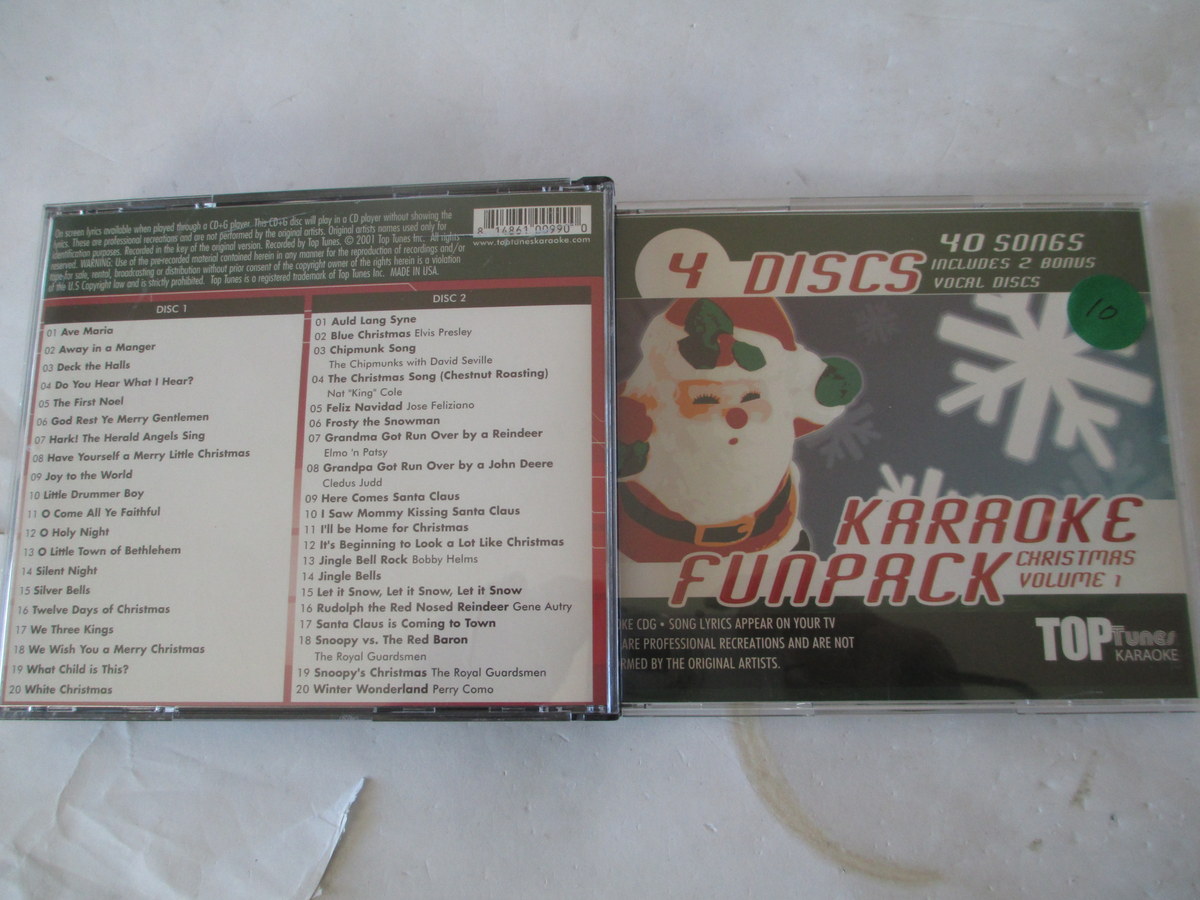 On screen lyrics available when played through a CD+G player. This CD+G disc will play in a CD player without showing the
lyrics. These are professional recreations and are not performed by the original artists. Original artists names used only for
identification purposes. Recorded in the key of the original version. Recorded by Top Tunes. © 2001 Top Tunes Inc. All rights
reserved. WARNING: Use of the pre-recorded material contained herein in any manner for the reproduction of recordings and/or
tape for sale, rental, broadcasting or distribution without prior consent of the copyright owner of the rights herein is a violation
of the U.S Copyright law and is strictly prohibited. Top Tunes is a registered trademark of Top Tunes Inc. MADE IN USA.
8 14861 00990 0
www.toptuneskaraoke.com
DISC 1
01 Ave Maria
02 Away in a Manger
03 Deck the Halls
04 Do You Hear What I Hear?
05 The First Noel
06 God Rest Ye Merry Gentlemen
07 Hark! The Herald Angels Sing
08 Have Yourself a Merry Little Christmas
09 Joy to the World
10 Little Drummer Boy
11 O Come All Ye Faithful
12 O Holy Night
13 O Little Town of Bethlehem
14 Silent Night
15 Silver Bells
16 Twelve Days of Christmas
17 We Three Kings
18 We Wish You a Merry Christmas
19 What Child is This?
20 White Christmas
DISC 2
01 Auld Lang Syne
02 Blue Christmas Elvis Presley
03 Chipmunk Song
The Chipmunks with David Seville
04 The Christmas Song (Chestnut Roasting)
Nat "King" Cole
05 Feliz Navidad Jose Feliziano
06 Frosty the Snowman
07 Grandma Got Run Over by a Reindeer
Elmo 'n Patsy
08 Grandpa Got Run Over by a John Deere
Cledus Judd
09 Here Comes Santa Claus
10 I Saw Mommy Kissing Santa Claus
11 I'll be Home for Christmas
12 It's Beginning to Look a Lot Like Christmas
13 Jingle Bell Rock Bobby Helms
14 Jingle Bells
15 Let it Snow, Let it Snow, Let it Snow
16 Rudolph the Red Nosed Reindeer Gene Autry
17 Santa Claus is Coming to Town
18 Snoopy vs. The Red Baron
The Royal Guardsmen
19 Snoopy's Christmas The Royal Guardsmen
20 Winter Wonderland Perry Como
4 DISCS
40 SONGS
INCLUDES 2 BONUS
VOCAL DISCS
10
KARAOKE
FUNPACK
CHRISTMAS
VOLUME 1
OKE CDG • SONG LYRICS APPEAR ON YOUR TV
ARE PROFESSIONAL RECREATIONS AND ARE NOT
RMED BY THE ORIGINAL ARTISTS.
TOP Tunes
KARAOKE